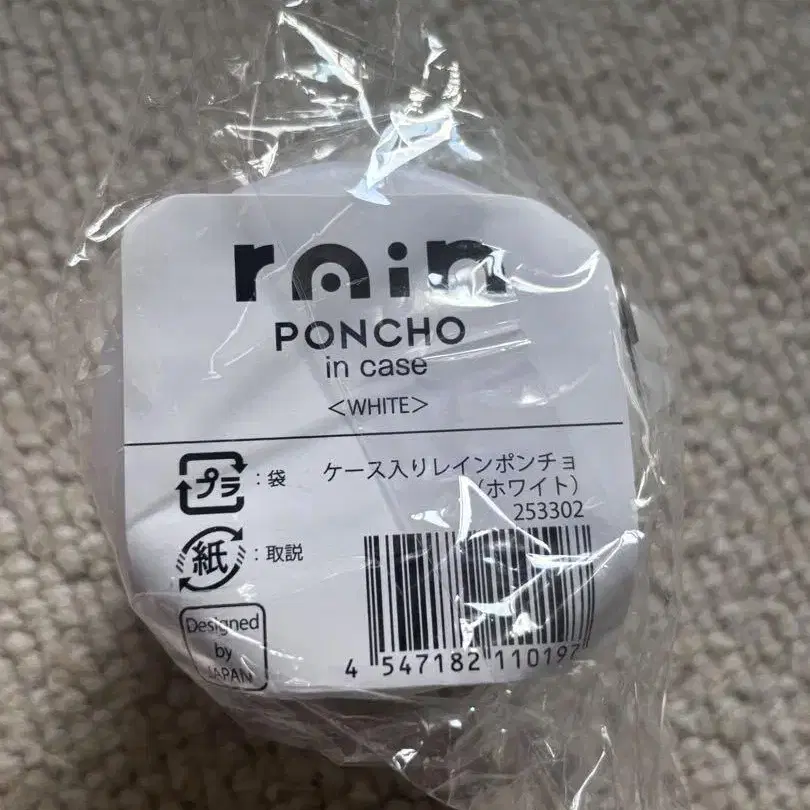 rain
PONCHO
in case
<WHITE>
プラ : 袋
ケース入りレインポンチョ
(ホワイト)
253302
紙 : 取説
Designed
by
JAPAN
4 547182 110197